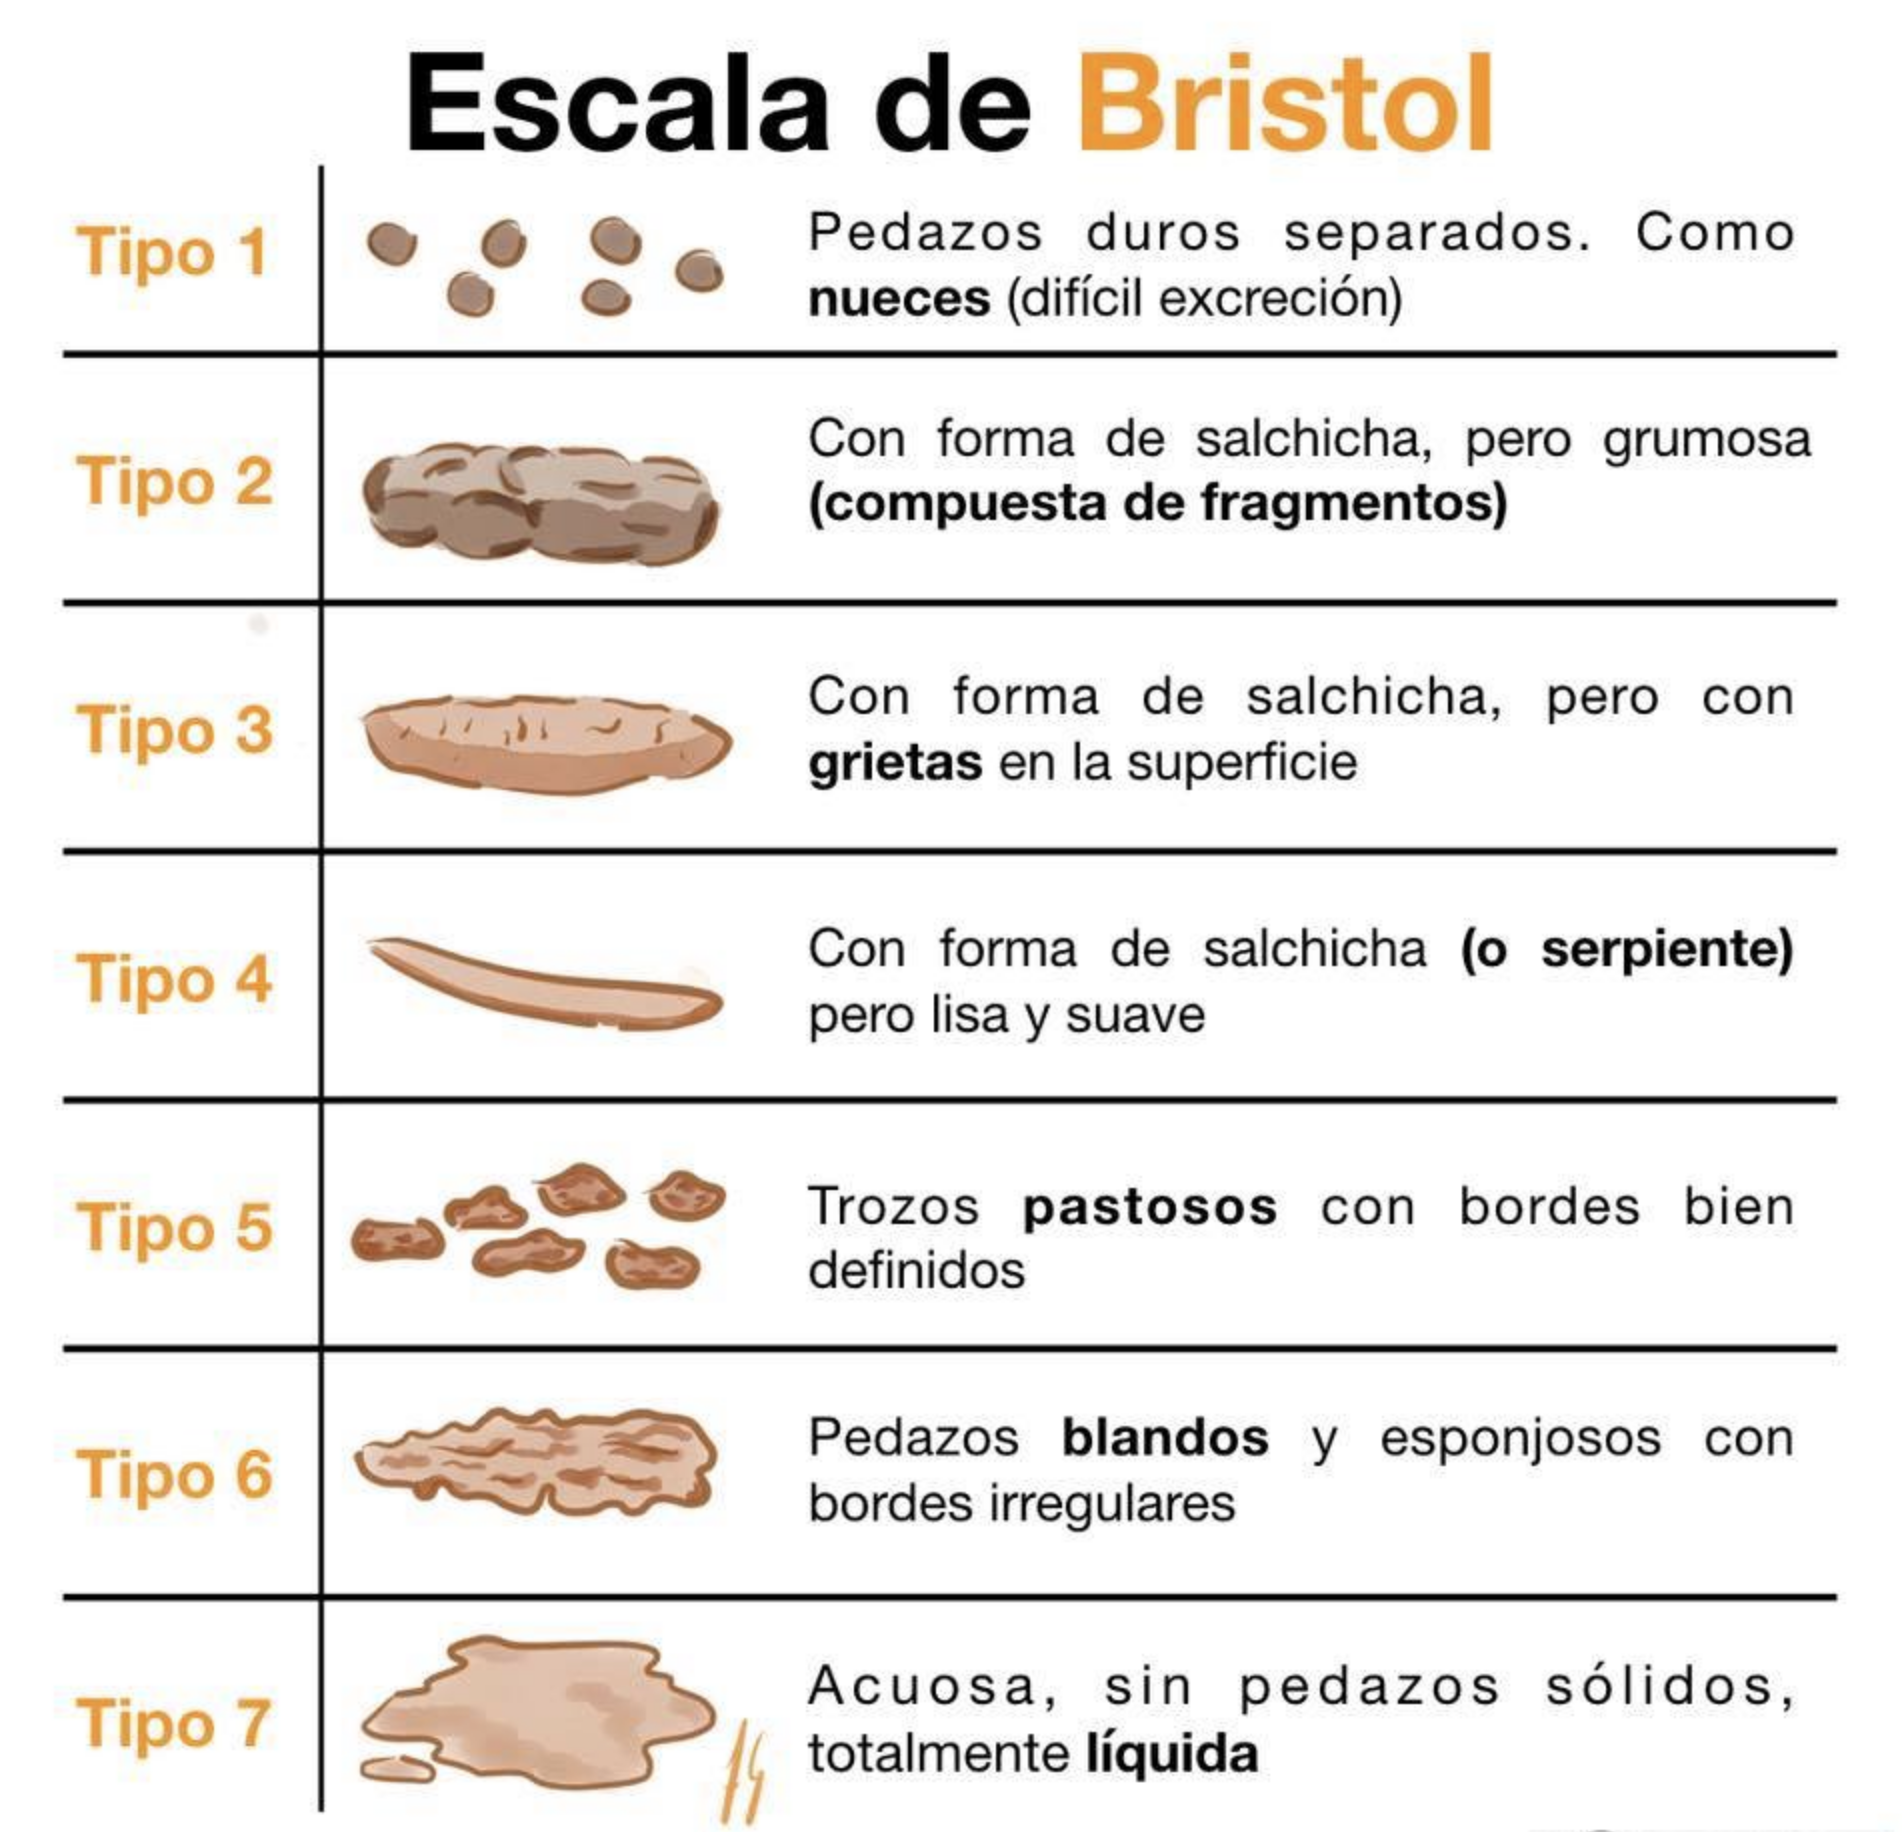 Escala de Bristol
Tipo 1
Pedazos duros separados. Como
nueces (difícil excreción)
Tipo 2
Con forma de salchicha, pero grumosa
(compuesta de fragmentos)
Tipo 3
Con forma de salchicha, pero con
grietas en la superficie
Tipo 4
Con forma de salchicha (o serpiente)
pero lisa y suave
Tipo 5
Trozos pastosos con bordes bien
definidos
Tipo 6
Pedazos blandos y esponjosos con
bordes irregulares
Tipo 7
Acuosa, sin pedazos sólidos,
totalmente líquida